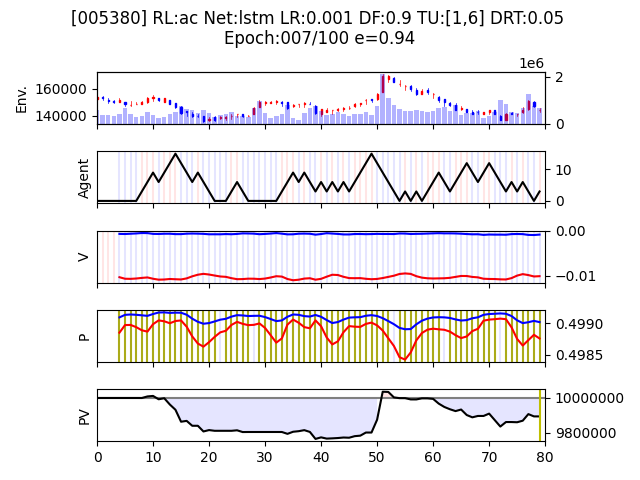 [005380] RL:ac Net:lstm LR:0.001 DF:0.9 TU:[1,6] DRT:0.05
Epoch:007/100 e=0.94
1e6
Env.
160000
140000
2
0
Agent
10
0
V
0.00
−0.01
P
0.4990
0.4985
PV
10000000
9800000
0 10 20 30 40 50 60 70 80